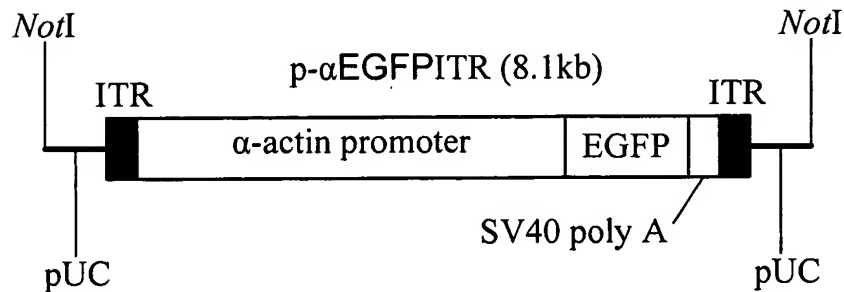 NotI
NotI
p-αEGFPITR (8.1kb)
ITR
ITR
α-actin promoter
EGFP
SV40 poly A
pUC
pUC